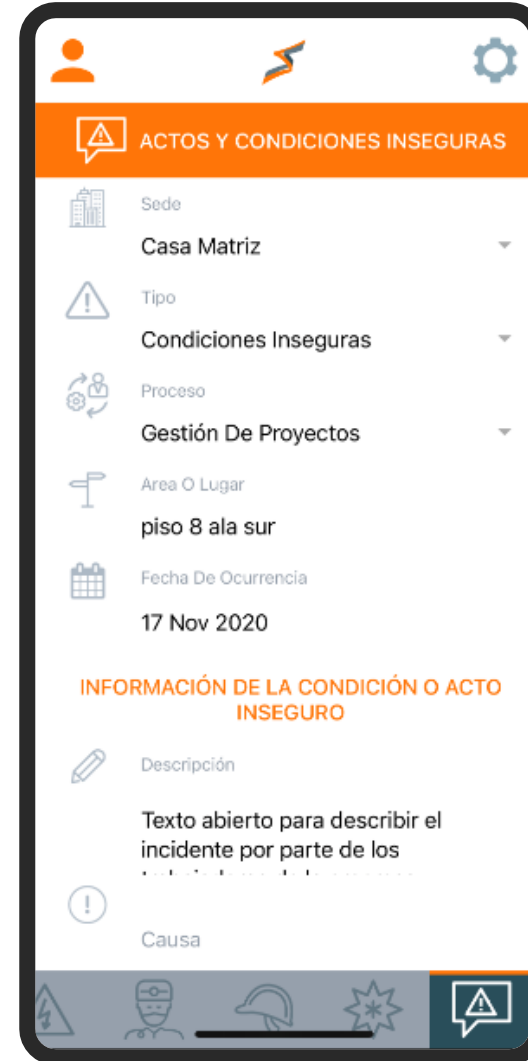 ACTOS Y CONDICIONES INSEGURAS
Sede
Casa Matriz
Tipo
Condiciones Inseguras
Proceso
Gestión De Proyectos
Area O Lugar
piso 8 ala sur
Fecha De Ocurrencia
17 Nov 2020
INFORMACIÓN DE LA CONDICIÓN O ACTO
INSEGURO
Descripción
Texto abierto para describir el
incidente por parte de los
Causa